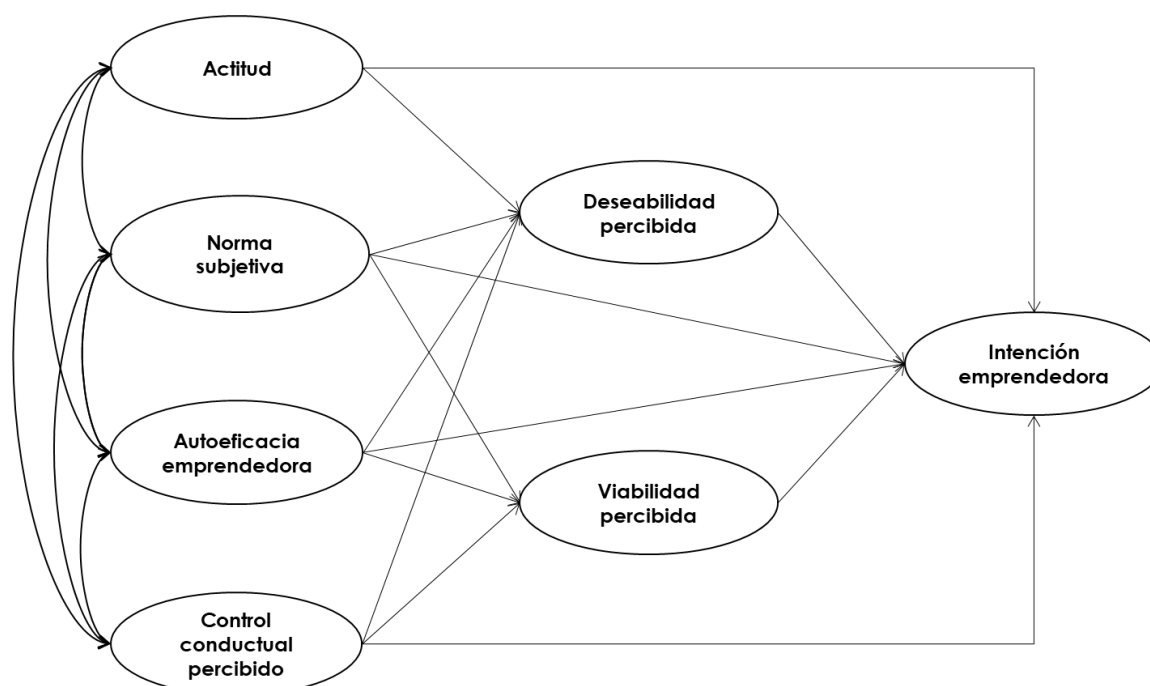 Actitud
Norma
subjetiva
Autoeficacia
emprendedora
Control
conductual
percibido
Deseabilidad
percibida
Viabilidad
percibida
Intención
emprendedora